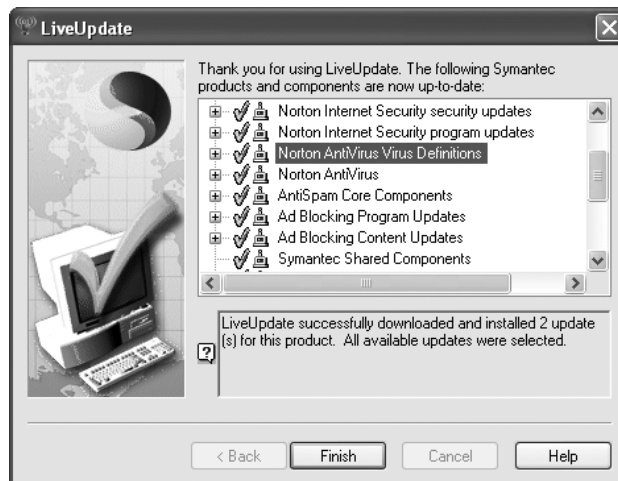 LiveUpdate
Thank you for using LiveUpdate. The following Symantec
products and components are now up-to-date:
Norton Internet Security security updates
Norton Internet Security program updates
Norton AntiVirus Virus Definitions
Norton AntiVirus
AntiSpam Core Components
Ad Blocking Program Updates
Ad Blocking Content Updates
Symantec Shared Components
LiveUpdate successfully downloaded and installed 2 update
(s) for this product. All available updates were selected.
< Back
Finish
Cancel
Help